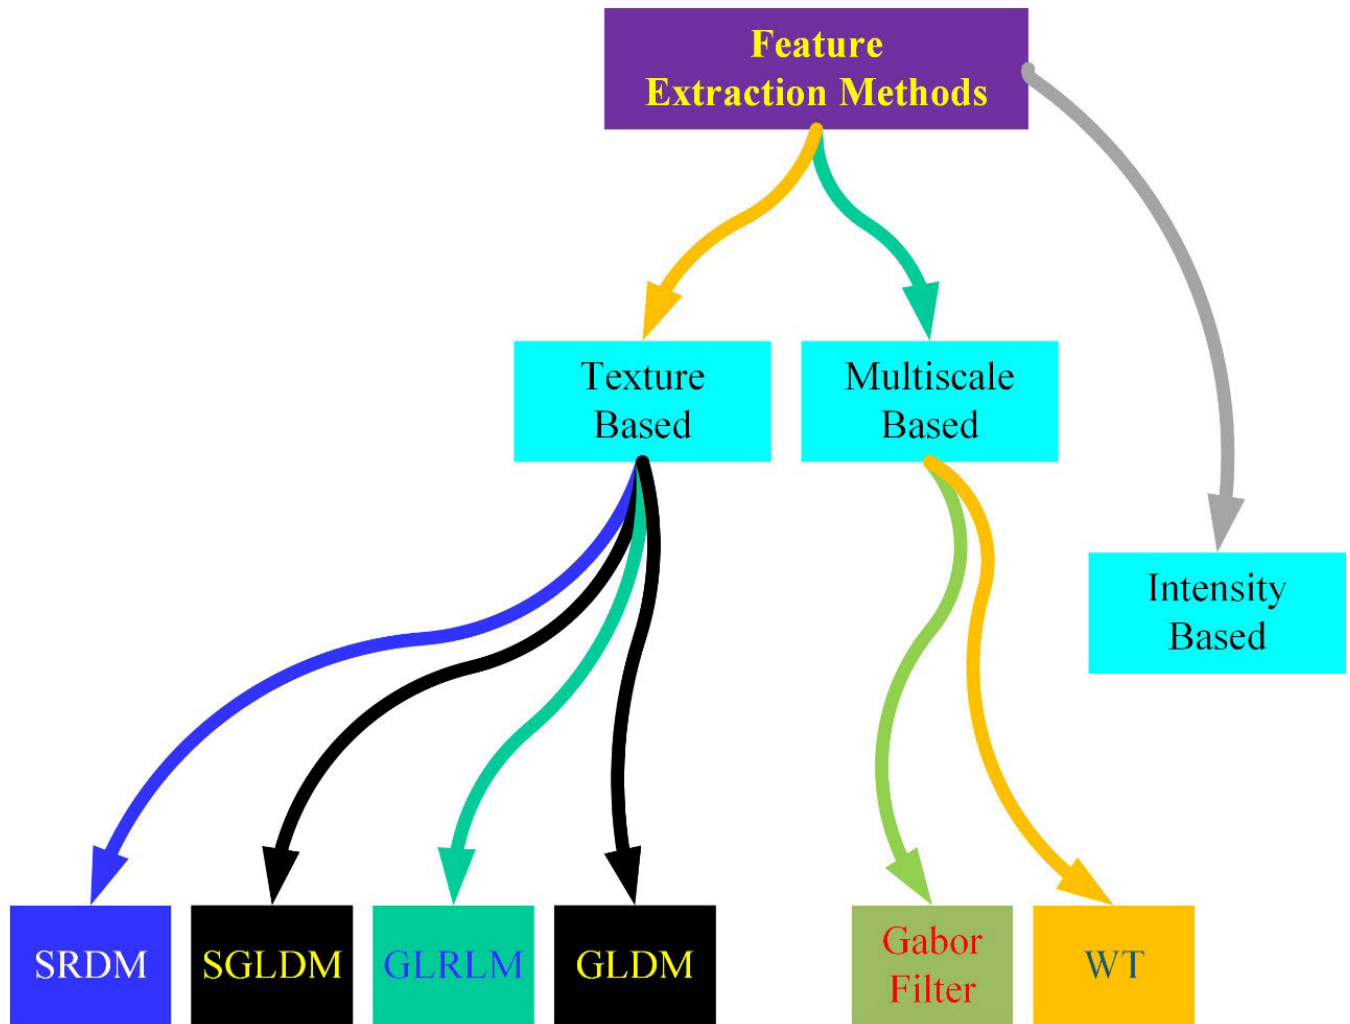 Feature
Extraction Methods
Texture
Based
Multiscale
Based
Intensity
Based
SRDM
SGLDM
GLRLM
GLDM
Gabor
Filter
WT